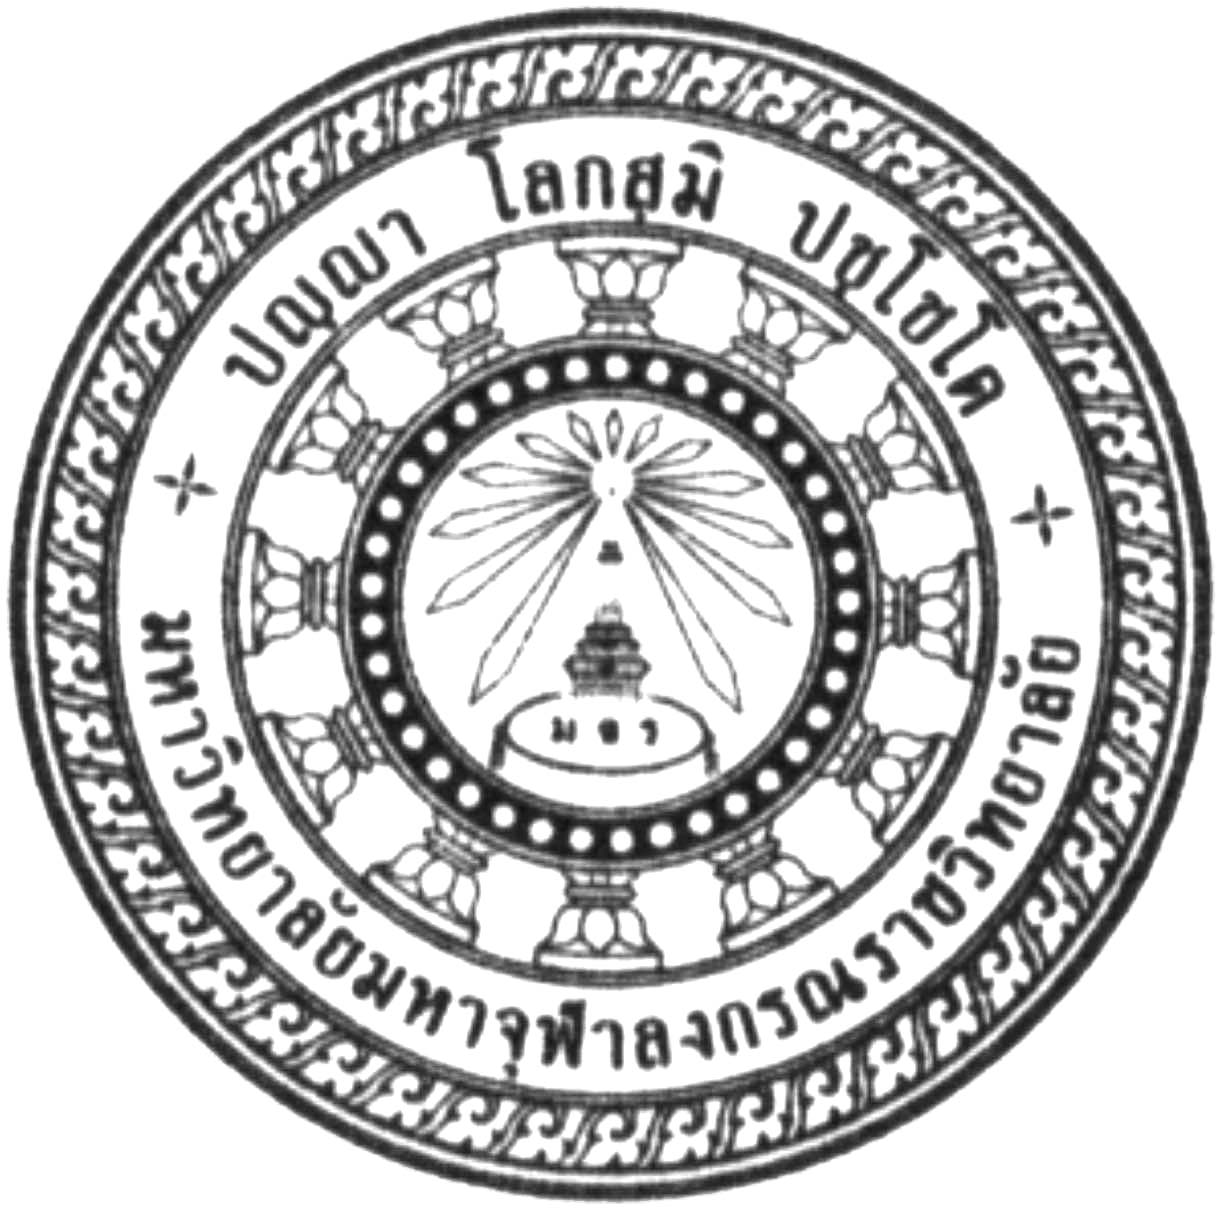 ปญฺญา โลกสฺมิ ปชฺโชโต
ม จ ร
มหาวิทยาลัยมหาจุฬาลงกรณราชวิทยาลัย